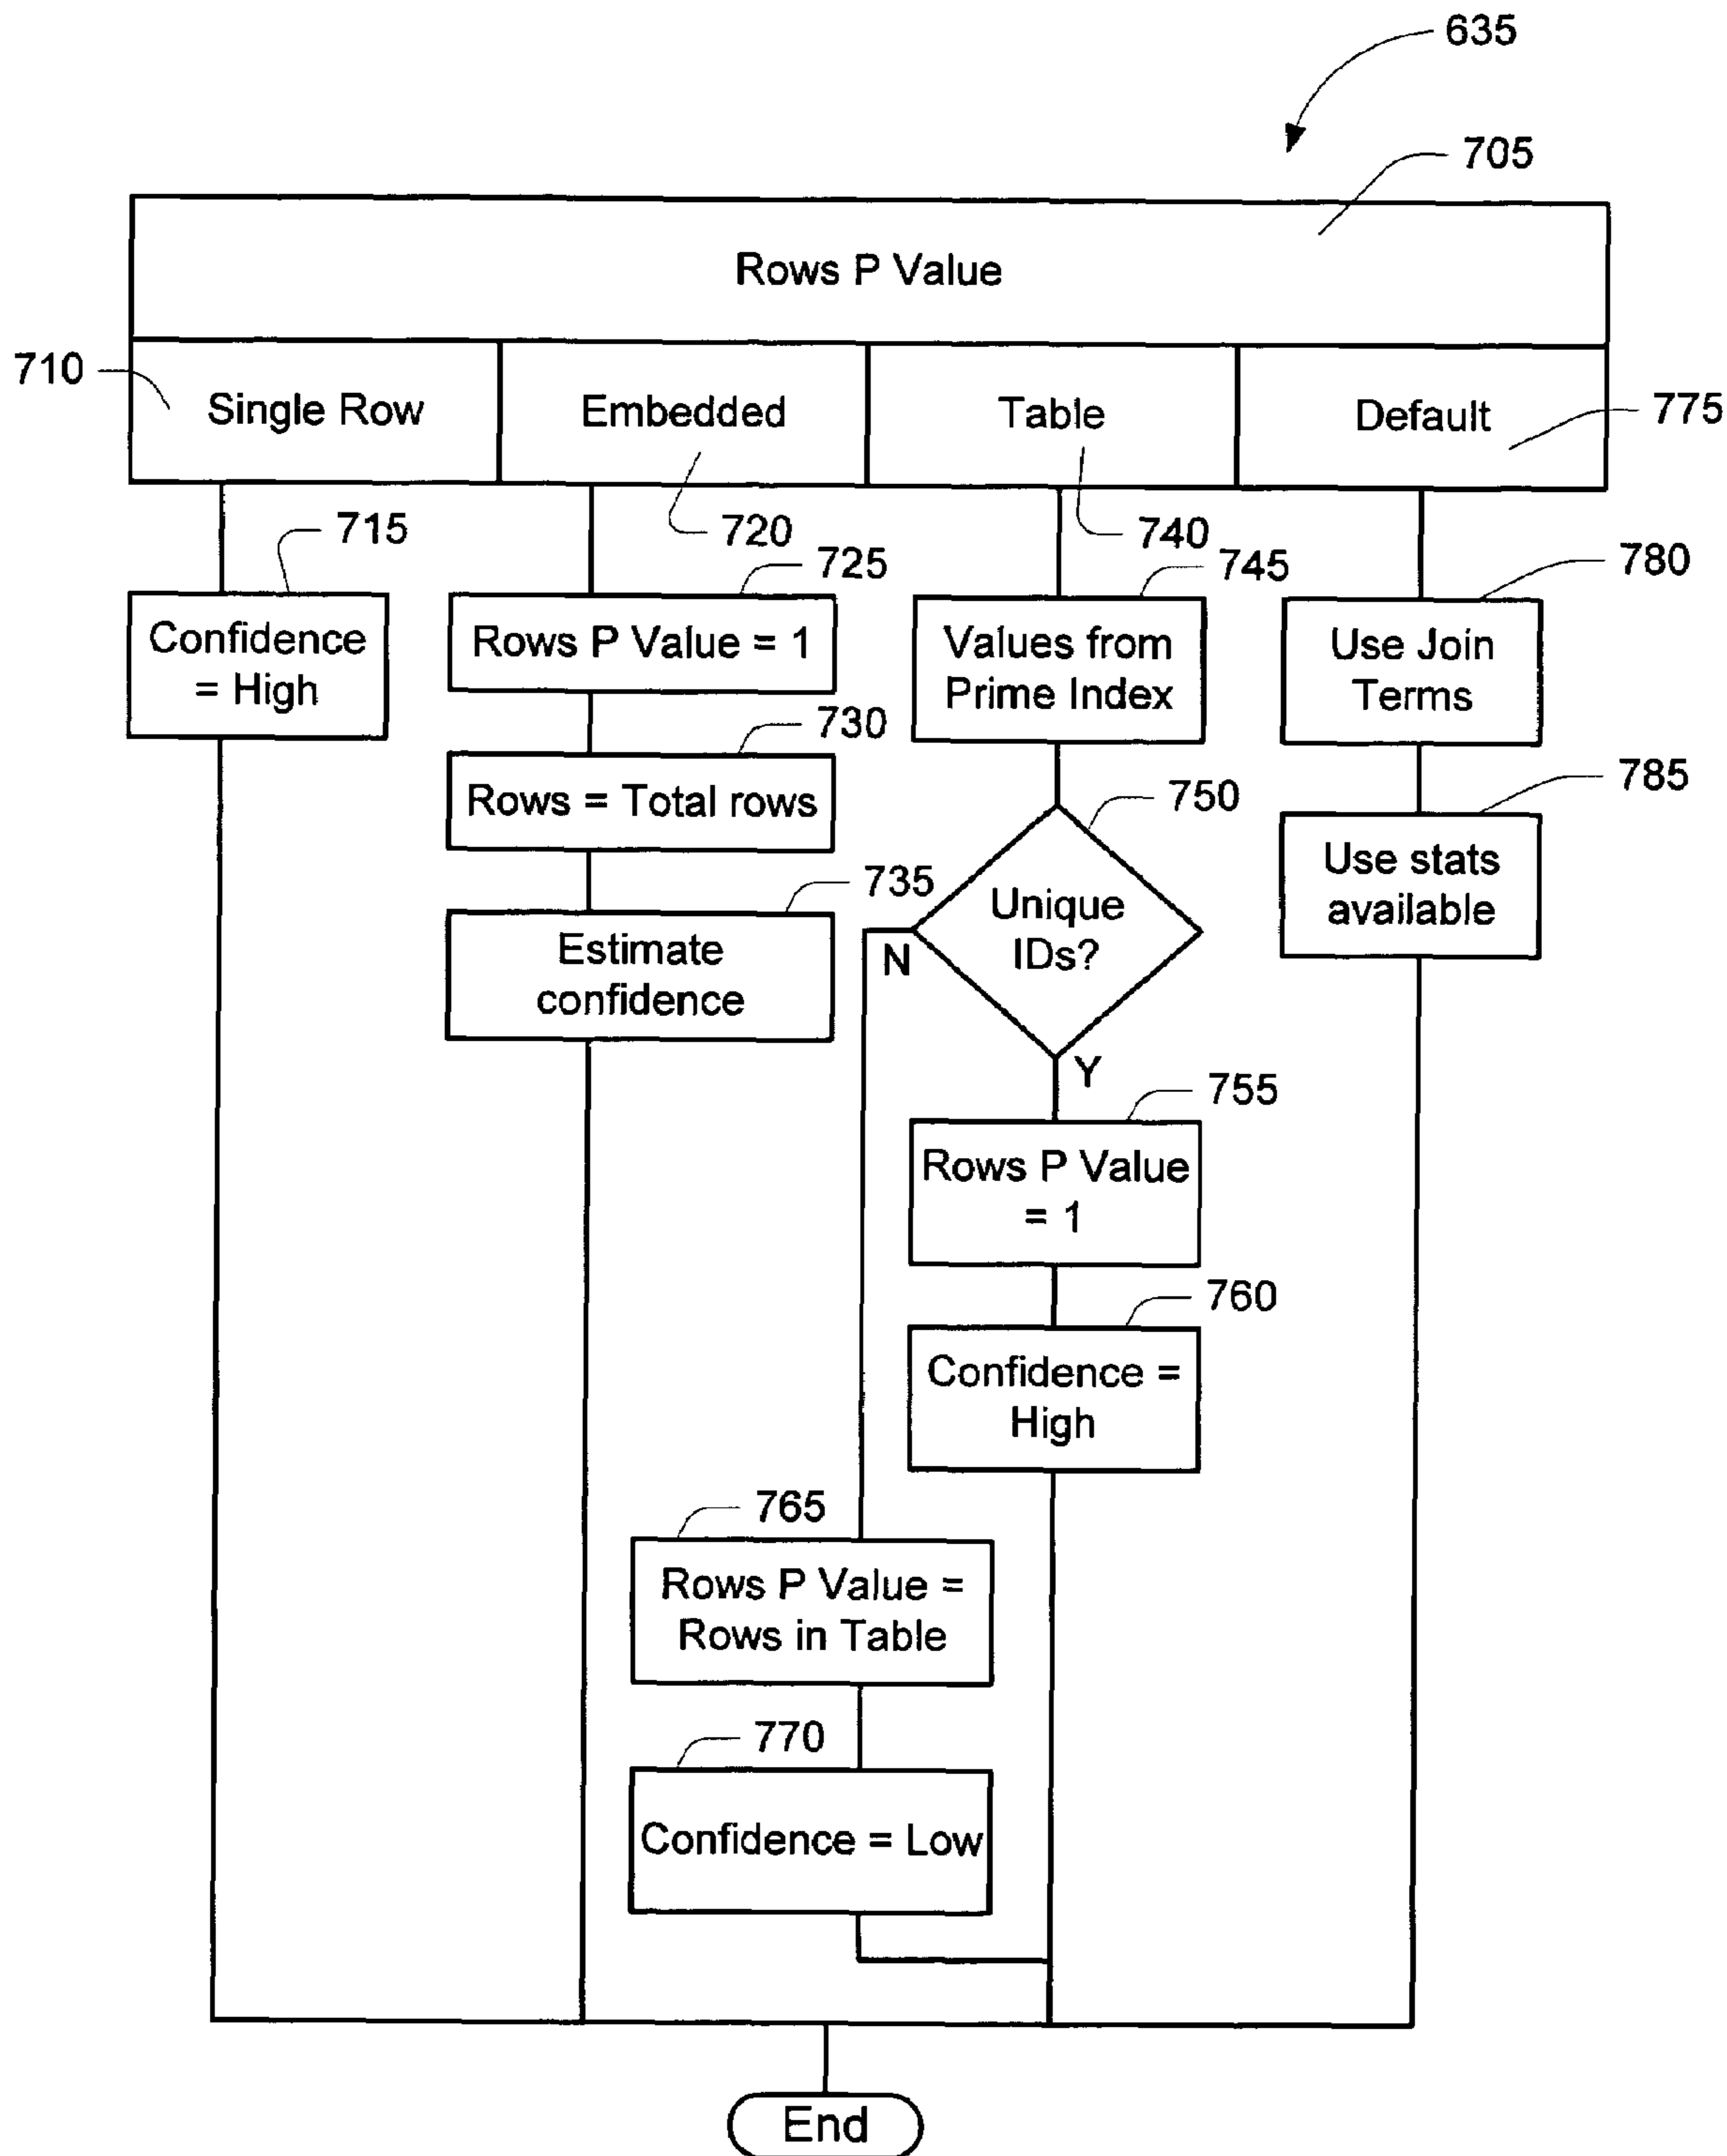 635
705
Rows P Value
710
Single Row
Embedded
Table
Default
775
720
740
715
725
745
780
Confidence
= High
Rows P Value = 1
Values from
Prime Index
Use Join
Terms
730
Rows = Total rows
750
785
735
Estimate
confidence
Unique
IDs?
N
Y
Use stats
available
755
Rows P Value
= 1
760
Confidence =
High
765
Rows P Value =
Rows in Table
770
Confidence = Low
End